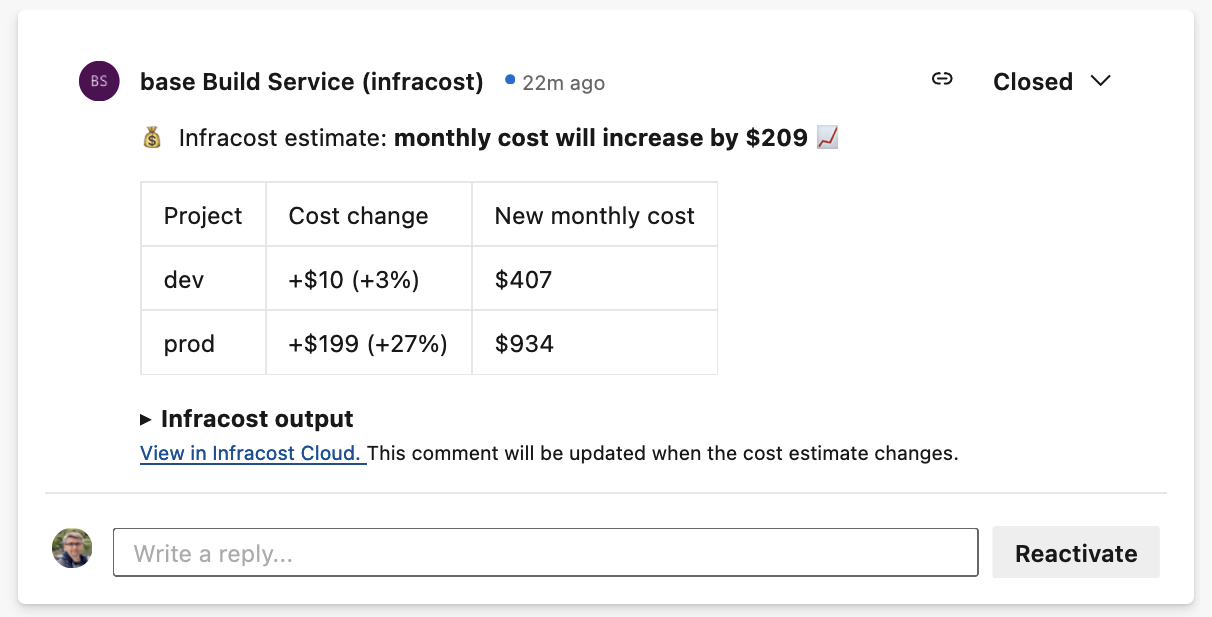 BS base Build Service (infracost) 22m ago Closed
💰 Infracost estimate: monthly cost will increase by $209 📈
Project Cost change New monthly cost
dev +$10 (+3%) $407
prod +$199 (+27%) $934
▸ Infracost output
View in Infracost Cloud. This comment will be updated when the cost estimate changes.
Write a reply... Reactivate